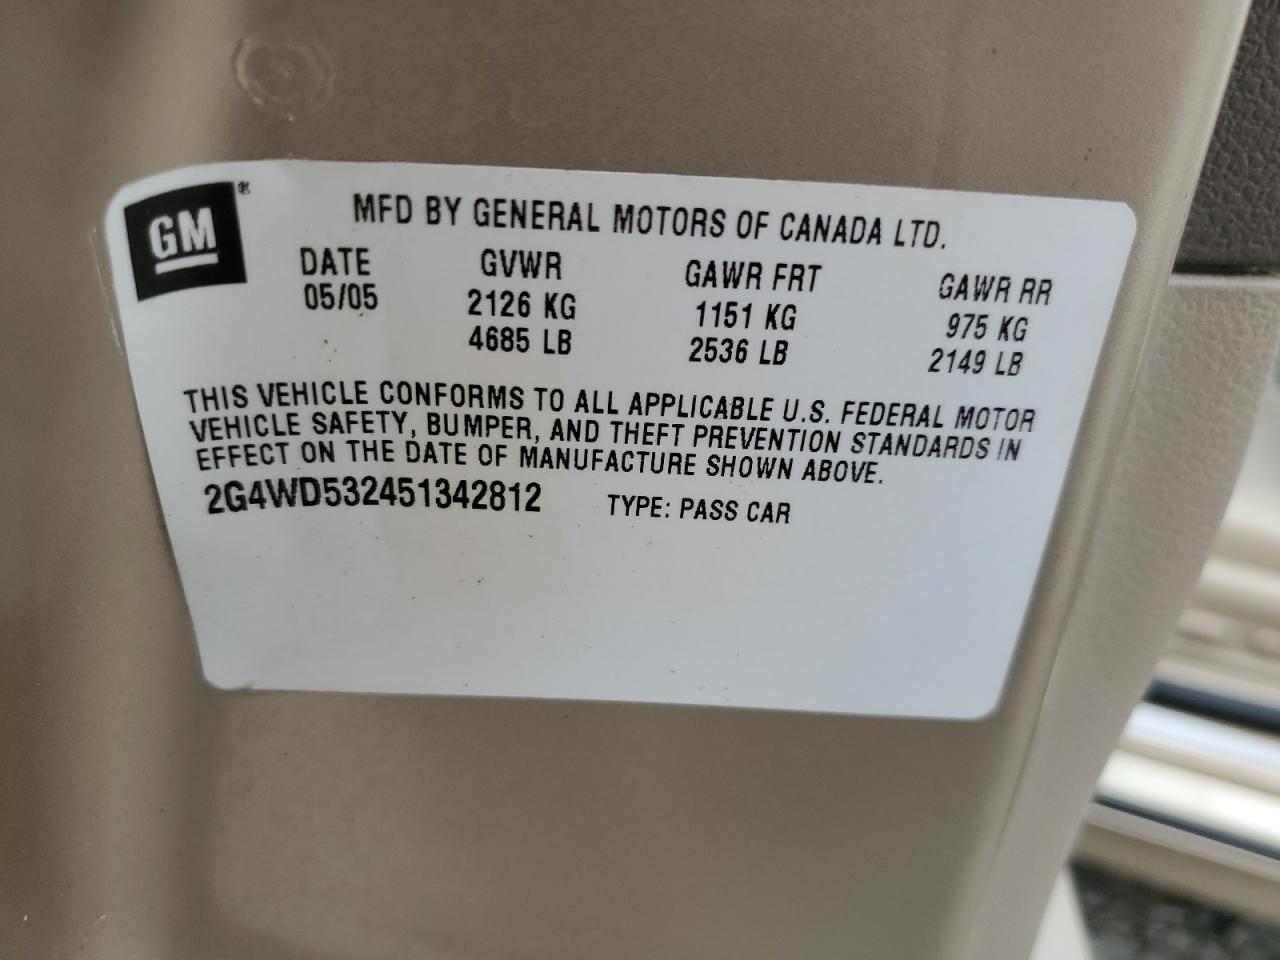 GM®
MFD BY GENERAL MOTORS OF CANADA LTD.
DATE GVWR GAWR FRT GAWR RR
05/05 2126 KG 1151 KG 975 KG
4685 LB 2536 LB 2149 LB
THIS VEHICLE CONFORMS TO ALL APPLICABLE U.S. FEDERAL MOTOR
VEHICLE SAFETY, BUMPER, AND THEFT PREVENTION STANDARDS IN
EFFECT ON THE DATE OF MANUFACTURE SHOWN ABOVE.
2G4WD532451342812 TYPE: PASS CAR